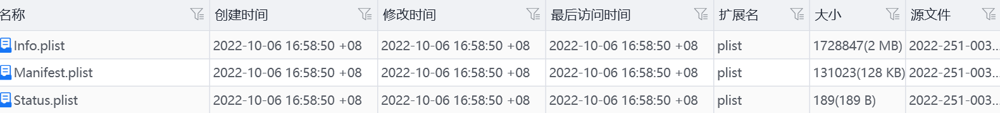 名称 创建时间 修改时间 最后访问时间 扩展名 大小 源文件
Info.plist 2022-10-06 16:58:50 +08 2022-10-06 16:58:50 +08 2022-10-06 16:58:50 +08 plist 1728847(2 MB) 2022-251-003...
Manifest.plist 2022-10-06 16:58:50 +08 2022-10-06 16:58:50 +08 2022-10-06 16:58:50 +08 plist 131023(128 KB) 2022-251-003...
Status.plist 2022-10-06 16:58:50 +08 2022-10-06 16:58:50 +08 2022-10-06 16:58:50 +08 plist 189(189 B) 2022-251-003...